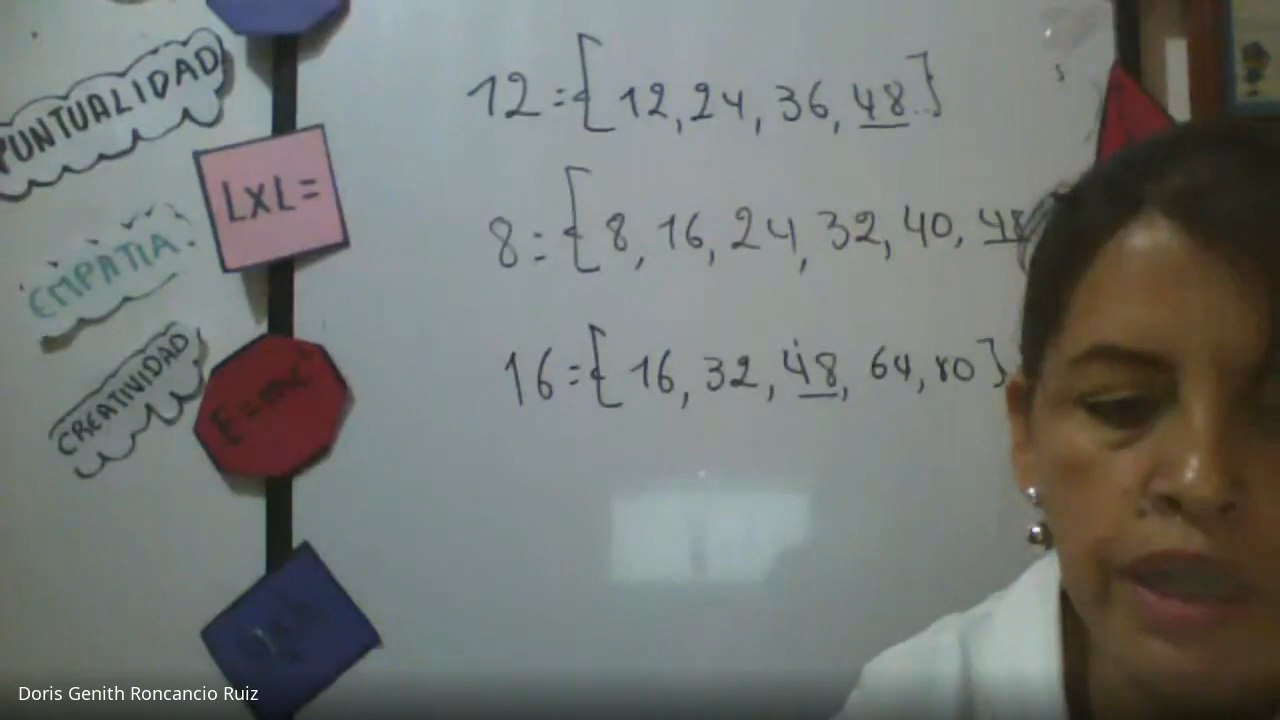 PUNTUALIDAD
12={12,24,36,48..}
LxL=
8={8,16,24,32,40,48
EMPATIA
16={16,32,48,64,80}
CREATIVIDAD
E=mc²
Doris Genith Roncancio Ruiz